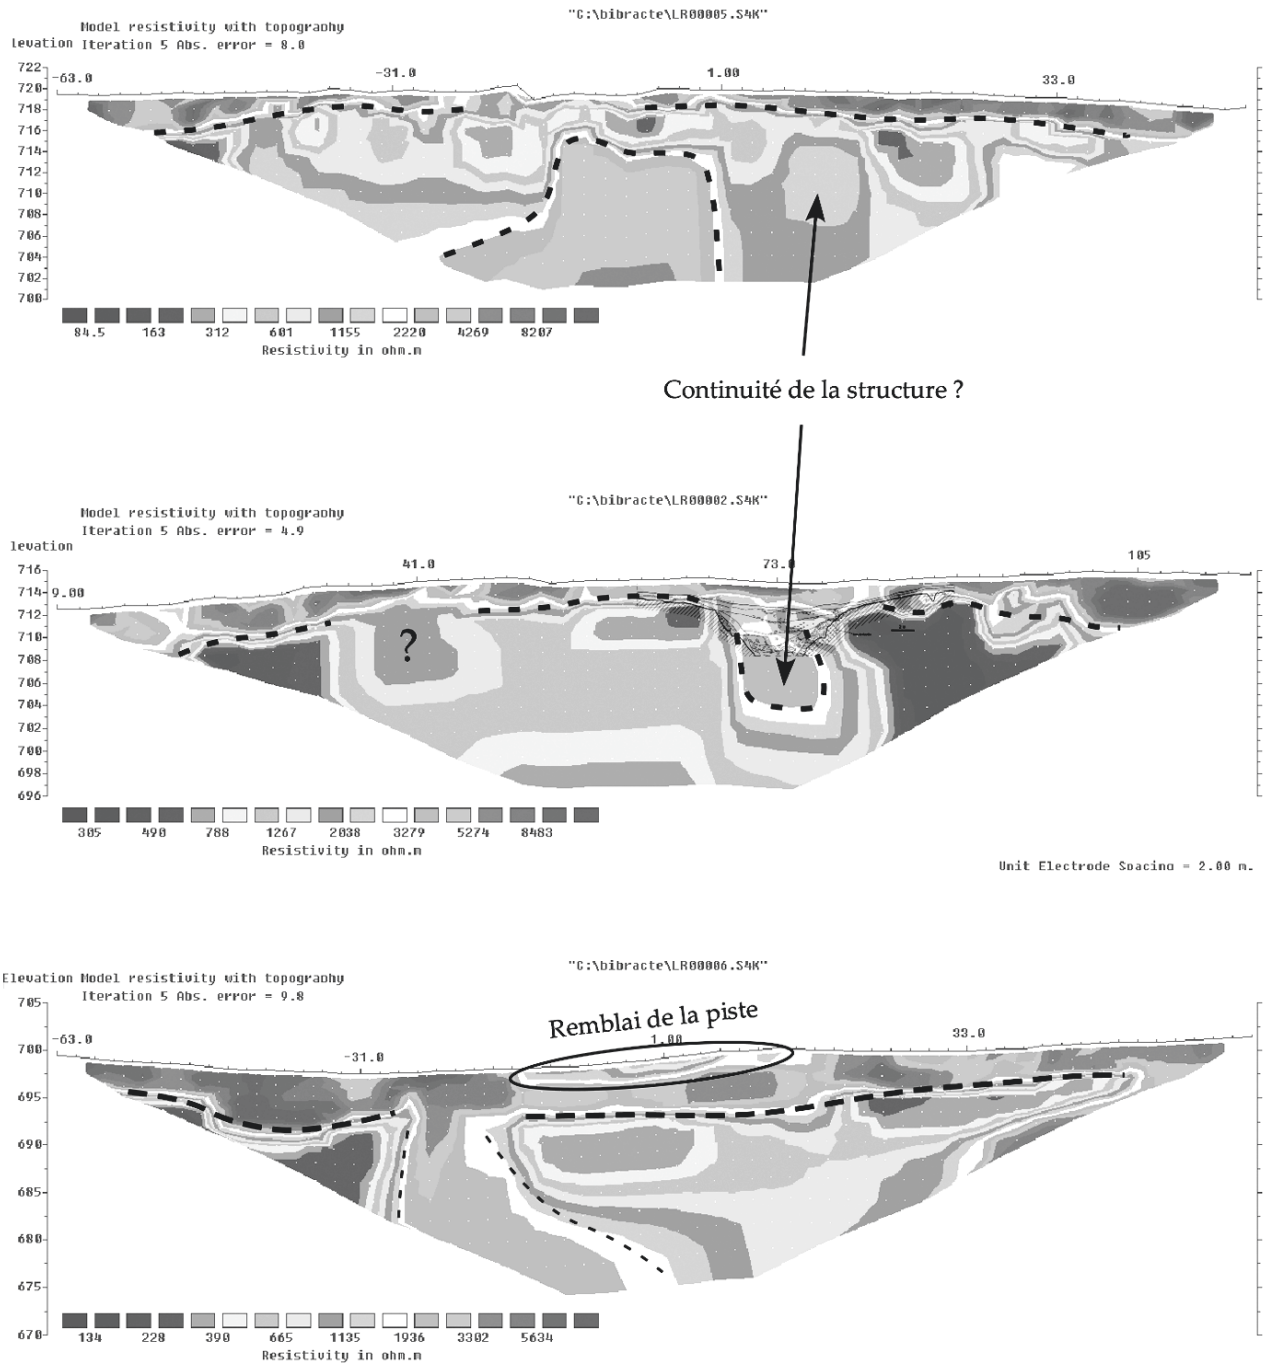 "C:\bibracte\LR00005.S4K"
Model resistivity with topography
levation Iteration 5 Abs. error = 8.0
-63.0 -31.0 1.00 33.0
722
720
718
716
714
712
710
708
706
704
702
700
84.5 163 312 601 1155 2220 4269 8207
Resistivity in ohm.m
Continuité de la structure ?
"C:\bibracte\LR00002.S4K"
Model resistivity with topography
Iteration 5 Abs. error = 4.9
levation
9.00 41.0 73.0 105
716
714
712
710
708
706
704
702
700
698
696
?
305 490 788 1267 2038 3279 5274 8483
Resistivity in ohm.m
Unit Electrode Spacing = 2.00 m.
"C:\bibracte\LR00006.S4K"
Elevation Model resistivity with topography
Iteration 5 Abs. error = 9.8
Remblai de la piste
-63.0 -31.0 1.00 33.0
705
700
695
690
685
680
675
670
134 228 390 665 1135 1936 3302 5634
Resistivity in ohm.m